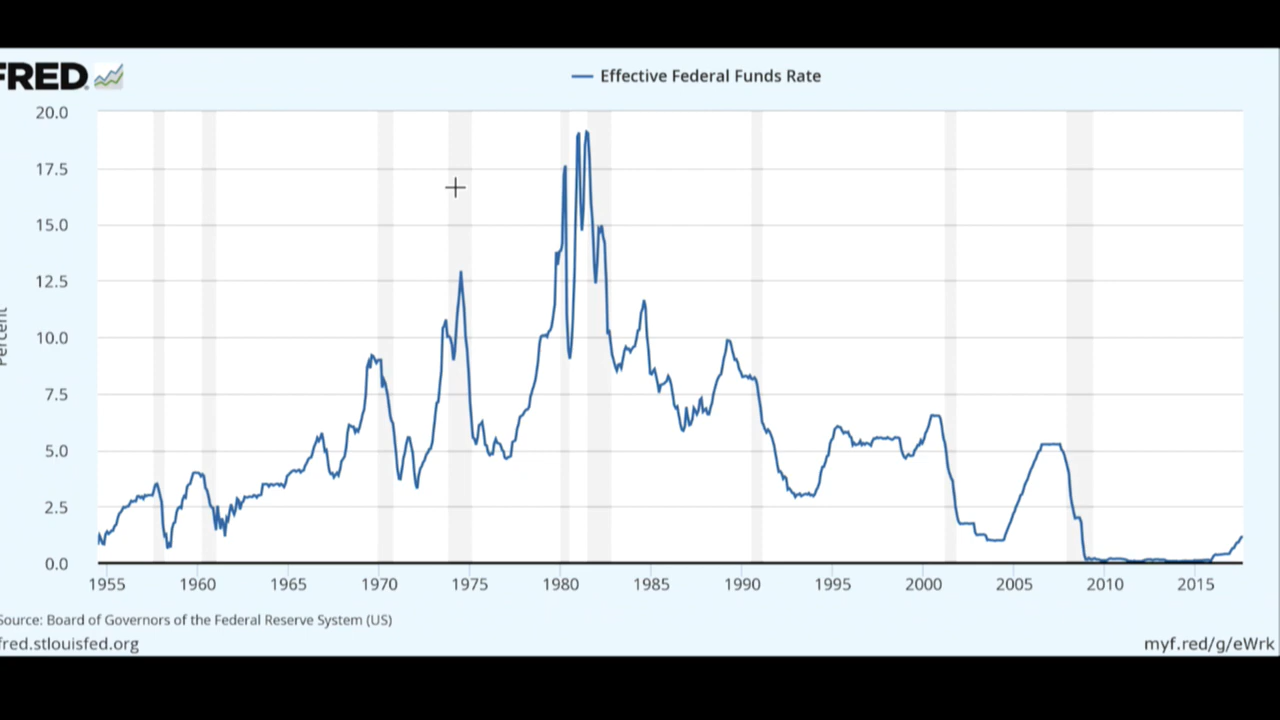 FRED
Effective Federal Funds Rate
20.0
17.5
15.0
12.5
10.0
7.5
5.0
2.5
0.0
Percent
1955 1960 1965 1970 1975 1980 1985 1990 1995 2000 2005 2010 2015
Source: Board of Governors of the Federal Reserve System (US)
fred.stlouisfed.org
myf.red/g/eWrk